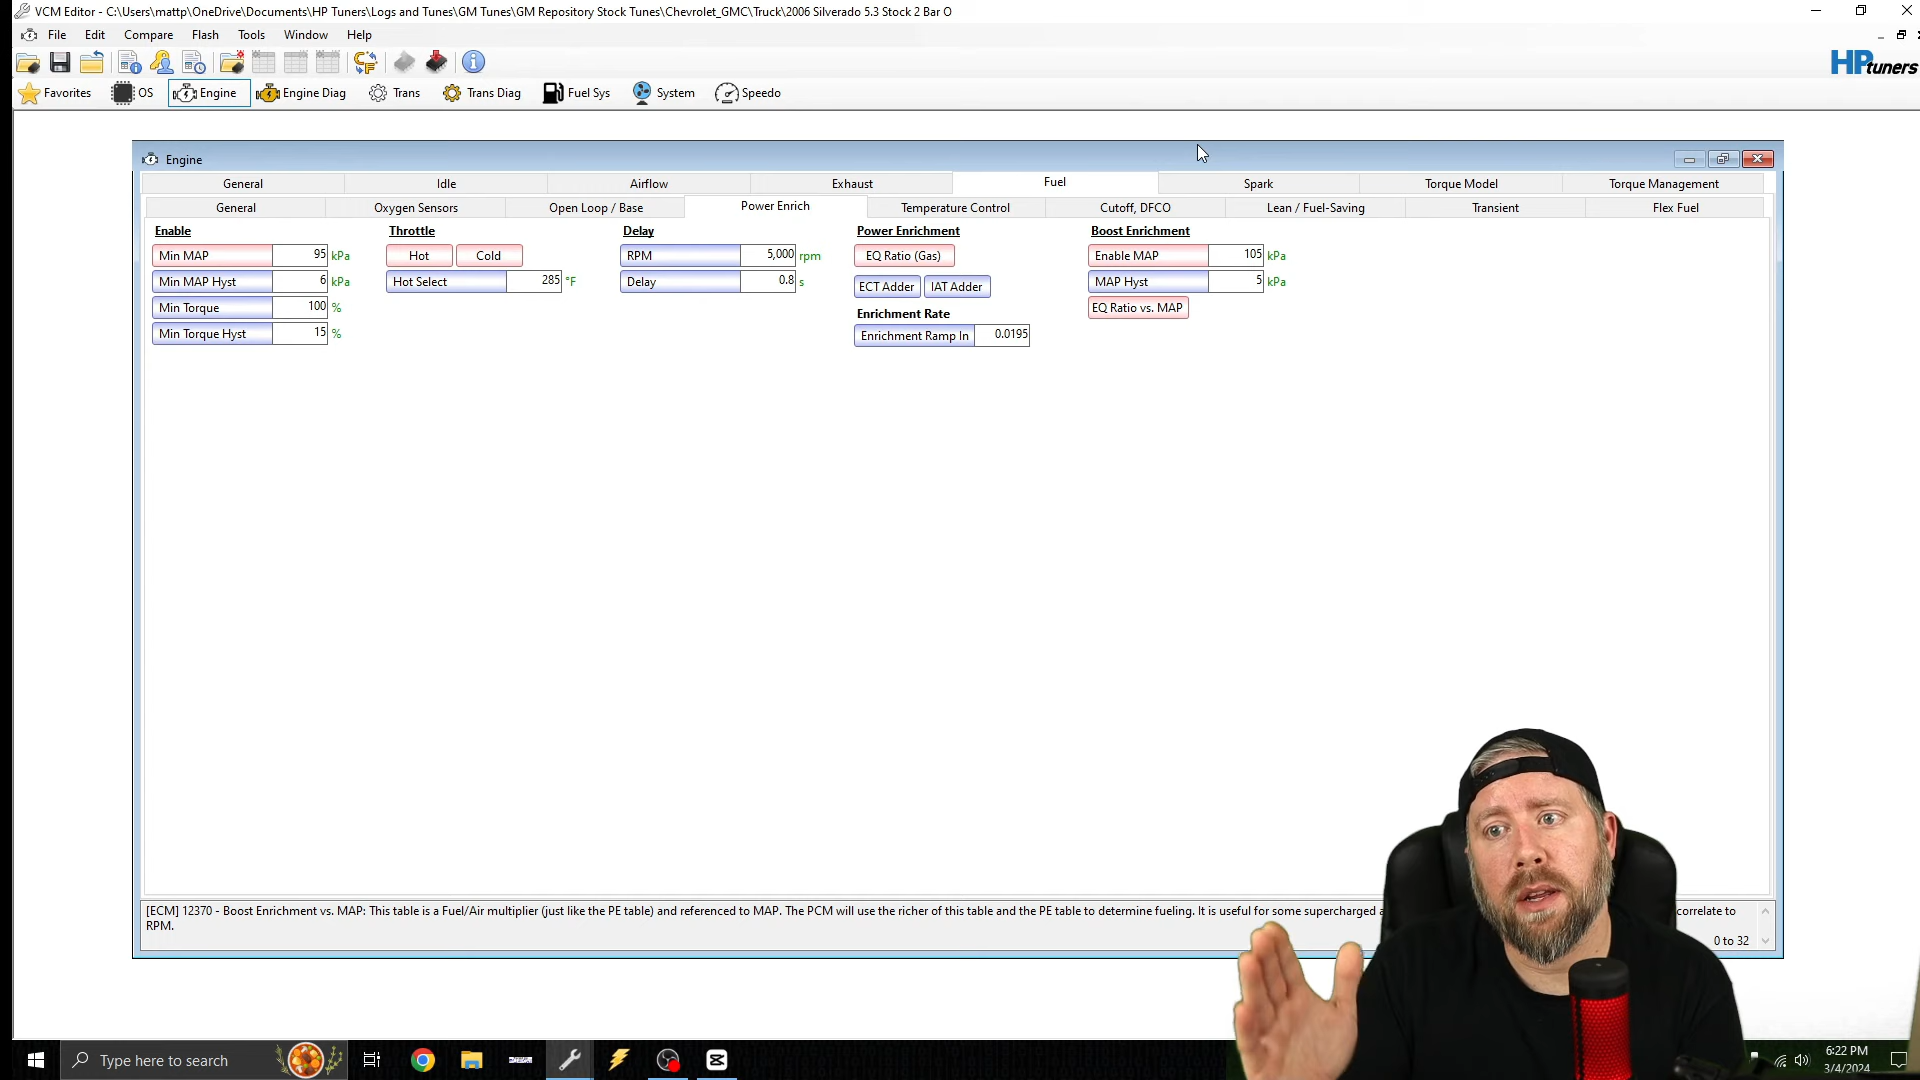 VCM Editor - C:\Users\mattp\OneDrive\Documents\HP Tuners\Logs and Tunes\GM Tunes\GM Repository Stock Tunes\Chevrolet_GMC\Truck\2006 Silverado 5.3 Stock 2 Bar O
File Edit Compare Flash Tools Window Help
HPtuners
Favorites OS Engine Engine Diag Trans Trans Diag Fuel Sys System Speedo
Engine
General Idle Airflow Exhaust Fuel Spark Torque Model Torque Management
General Oxygen Sensors Open Loop / Base Power Enrich Temperature Control Cutoff, DFCO Lean / Fuel-Saving Transient Flex Fuel
Enable Throttle Delay Power Enrichment Boost Enrichment
Min MAP 95 kPa Hot Cold RPM 5,000 rpm EQ Ratio (Gas) Enable MAP 105 kPa
Min MAP Hyst 6 kPa Hot Select 285 °F Delay 0.8 s ECT Adder IAT Adder MAP Hyst 5 kPa
Min Torque 100 % Enrichment Rate EQ Ratio vs. MAP
Min Torque Hyst 15 % Enrichment Ramp In 0.0195
[ECM] 12370 - Boost Enrichment vs. MAP: This table is a Fuel/Air multiplier (just like the PE table) and referenced to MAP. The PCM will use the richer of this table and the PE table to determine fueling. It is useful for some supercharged correlate to
RPM.
0 to 32
Type here to search
6:22 PM
3/4/2024